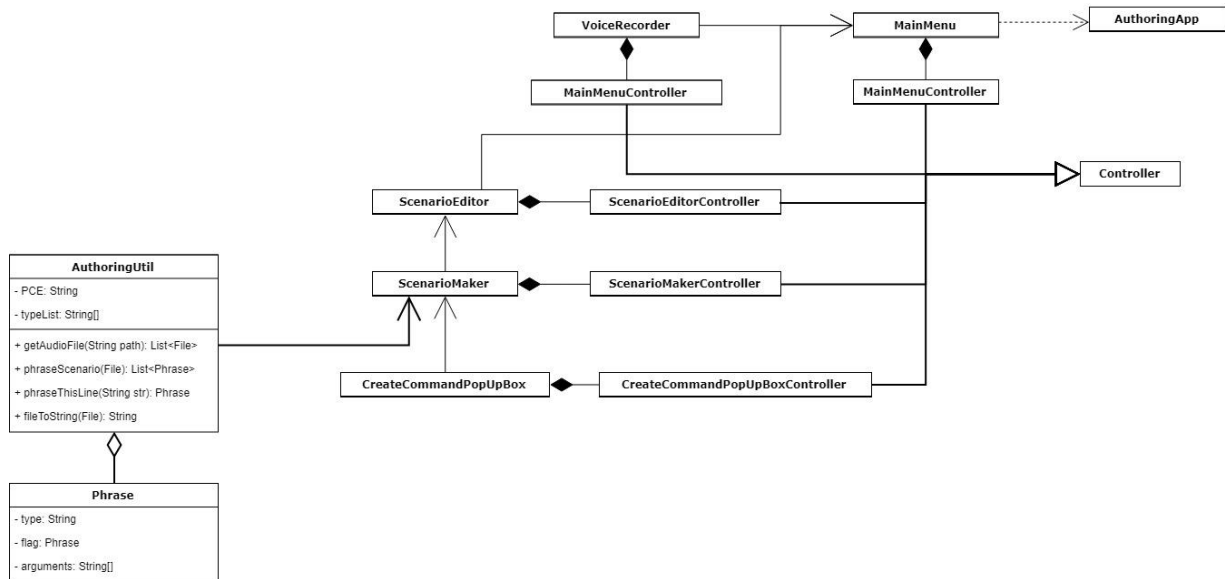 VoiceRecorder
MainMenu
AuthoringApp
MainMenuController
MainMenuController
Controller
ScenarioEditor
ScenarioEditorController
ScenarioMaker
ScenarioMakerController
CreateCommandPopUpBox
CreateCommandPopUpBoxController
AuthoringUtil
- PCE: String
- typeList: String[]
+ getAudioFile(String path): List<File>
+ phraseScenario(File): List<Phrase>
+ phraseThisLine(String str): Phrase
+ fileToString(File): String
Phrase
- type: String
- flag: Phrase
- arguments: String[]